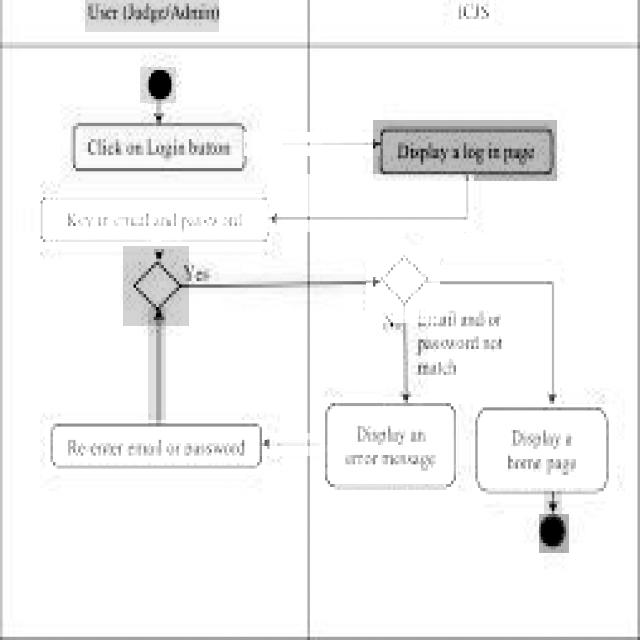 User (Judge/Admin)
ICJS
Click on Login button
Display a log in page
Key in email and password
Yes
Email and or
password not
match
Display an
error message
Display a
home page
Re-enter email or password